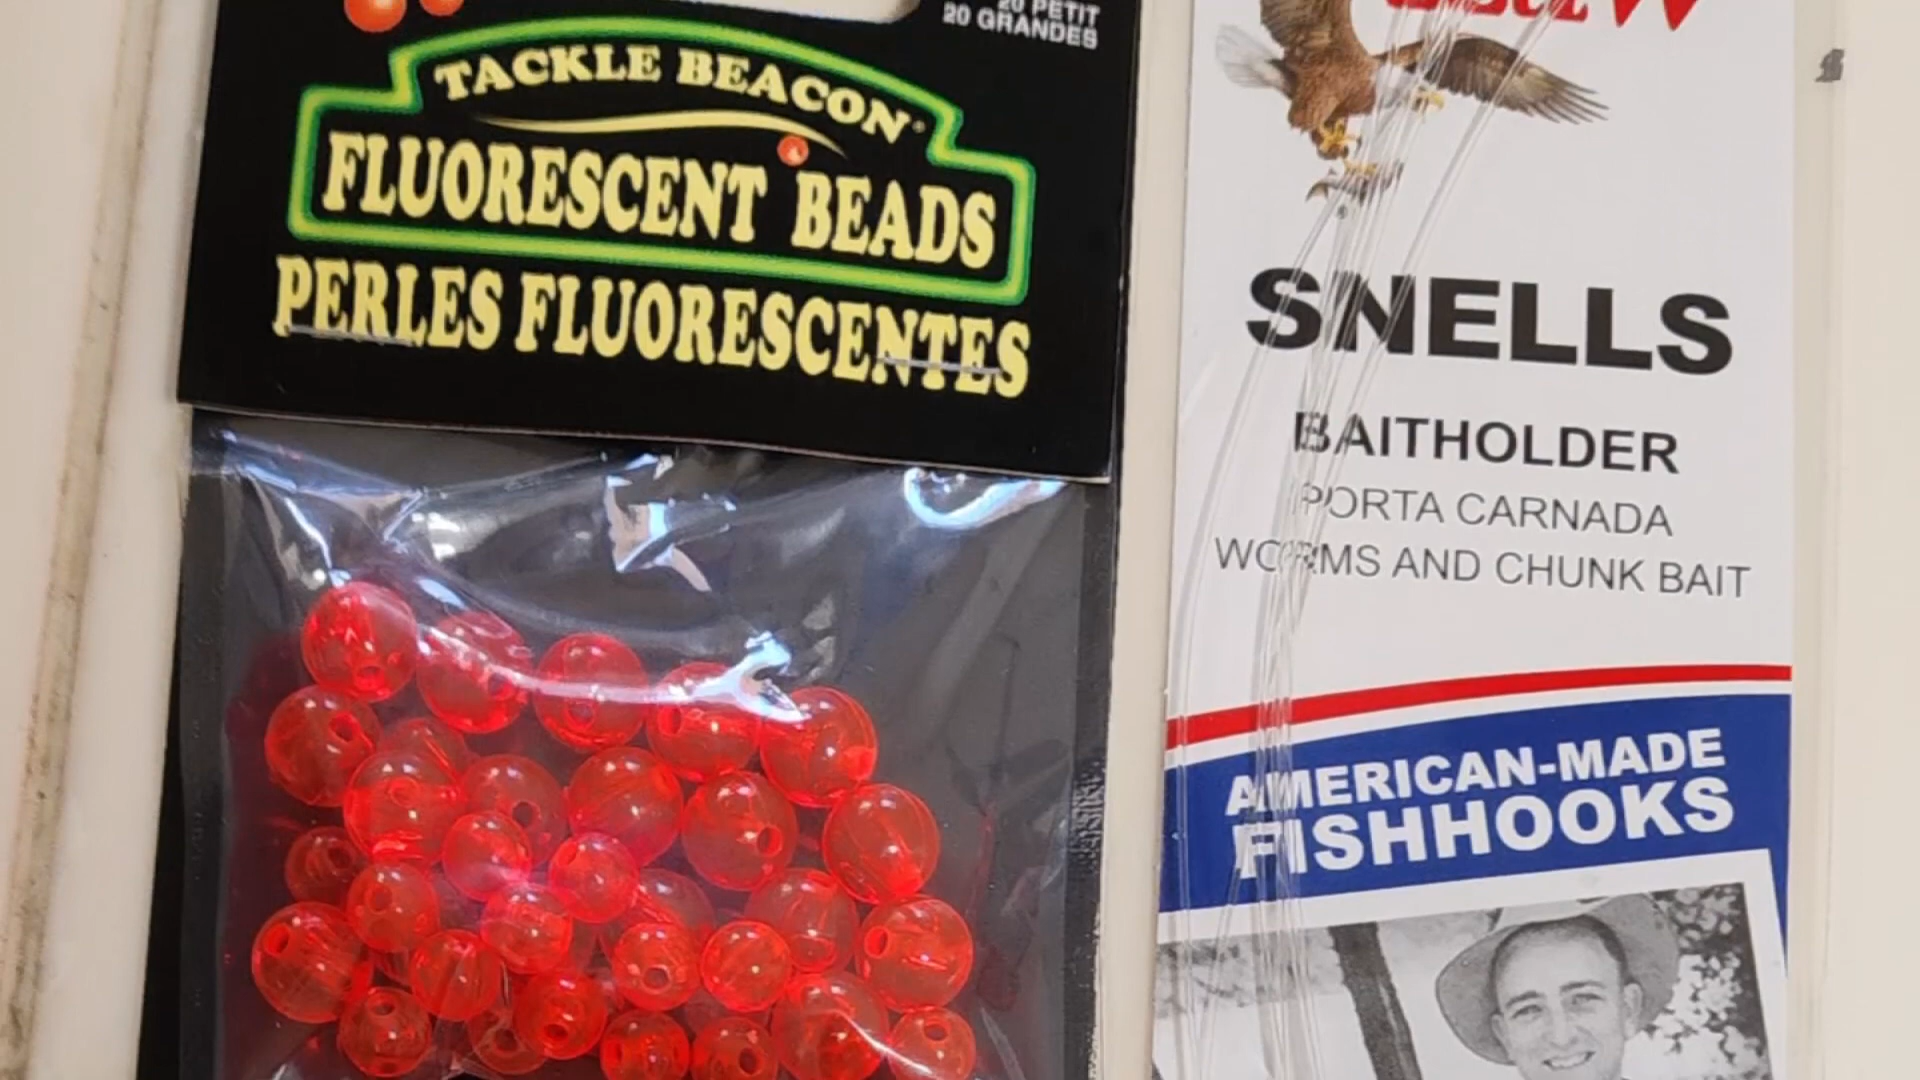 20 PETIT
20 GRANDES
TACKLE BEACON
FLUORESCENT BEADS
PERLES FLUORESCENTES
SNELLS
BAITHOLDER
PORTA CARNADA
WORMS AND CHUNK BAIT
AMERICAN-MADE
FISHHOOKS